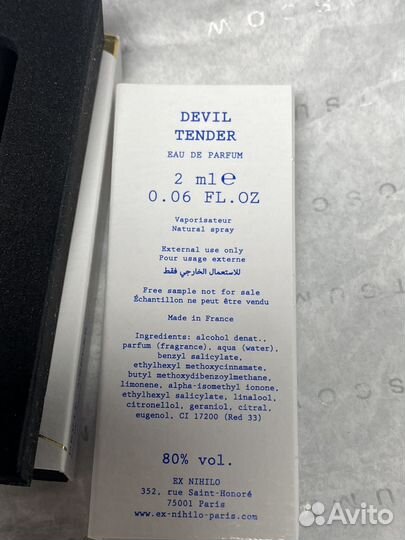 DEVIL
TENDER
EAU DE PARFUM
2 ml℮
0.06 FL.OZ
Vaporisateur
Natural spray
External use only
Pour usage externe
للاستعمال الخارجي فقط
Free sample not for sale
Échantillon ne peut être vendu
Made in France
Ingredients: alcohol denat.,
parfum (fragrance), aqua (water),
benzyl salicylate,
ethylhexyl methoxycinnamate,
butyl methoxydibenzoylmethane,
limonene, alpha-isomethyl ionone,
ethylhexyl salicylate, linalool,
citronellol, geraniol, citral,
eugenol, CI 17200 (Red 33)
80% vol.
EX NIHILO
352, rue Saint-Honoré
75001 Paris
www.ex-nihilo-paris.com
Avito